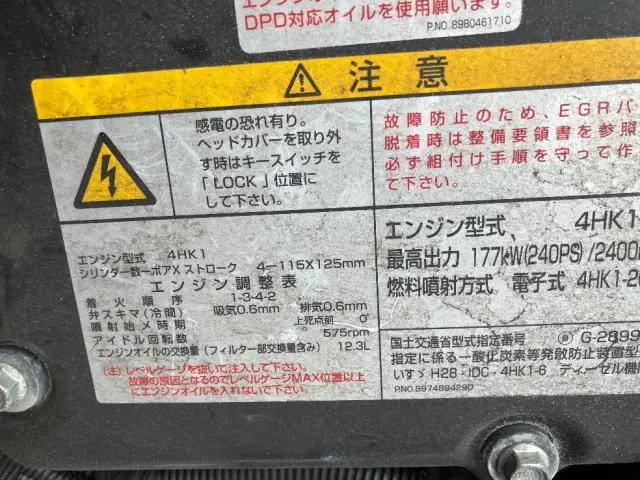 DPD対応オイルを使用願います。
P.NO.8980461710
注意
感電の恐れ有り。
ヘッドカバーを取り外
す時はキースイッチを
「LOCK」位置に
して下さい。
故障防止のため、EGRバ
脱着時は整備要領書を参照
必ず組付け手順を守って作
て下さい。
エンジン型式 4HK1
シリンダー数ーボアXストローク 4-115X125mm
エンジン調整表
着火順序 1-3-4-2
弁スキマ(冷間) 吸気0.6mm 排気0.6mm
噴射始メ時期 上死点前 0°
アイドル回転数 575rpm
エンジンオイルの交換量(フィルター部交換量含み) 12.3L
(注)レベルゲージを抜いて注入して下さい。
故障の原因となるのでレベルゲージMAX位置以上
にエンジンオイルを入れないで下さい。
エンジン型式 4HK1
最高出力 177kW(240PS)/2400
燃料噴射方式 電子式 4HK1-
国土交通省型式指定番号
指定に係る一酸化炭素等発散防止装置型
いすゞH28-IDC-4HK1-6 ディーゼル機
P.NO.8974894290